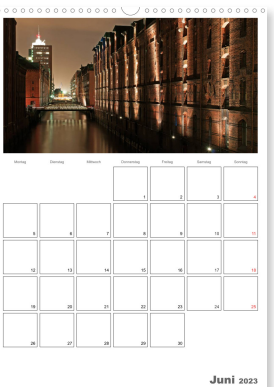 Montag Dienstag Mittwoch Donnerstag Freitag Samstag Sonntag
1 2 3 4
5 6 7 8 9 10 11
12 13 14 15 16 17 18
19 20 21 22 23 24 25
26 27 28 29 30
Juni 2023